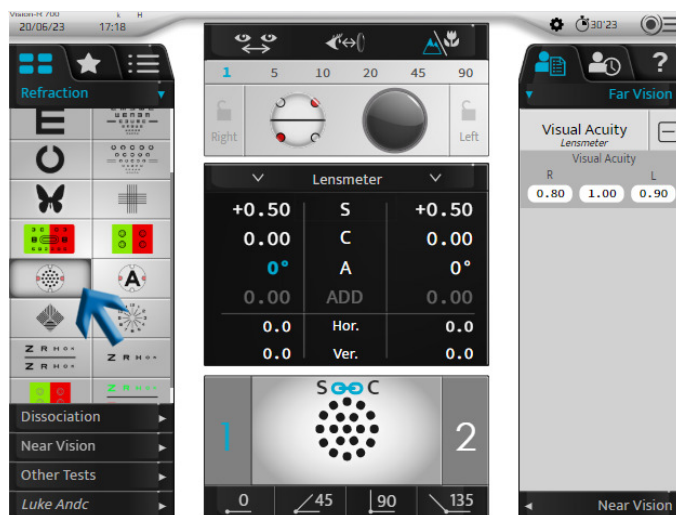 Vision-R 700
L H
20/06/23 17:18
30'23
Refraction
E
A
Z R H
Z R H
Z R H
Dissociation
Near Vision
Other Tests
Luke Andc
1 5 10 20 45 90
Right
Left
Lensmeter
+0.50 S +0.50
0.00 C 0.00
0° A 0°
0.00 ADD 0.00
0.0 Hor. 0.0
0.0 Ver. 0.0
S C
1 2
0 45 90 135
?
Far Vision
Visual Acuity
Lensmeter
Visual Acuity
R L
0.80 1.00 0.90
Near Vision